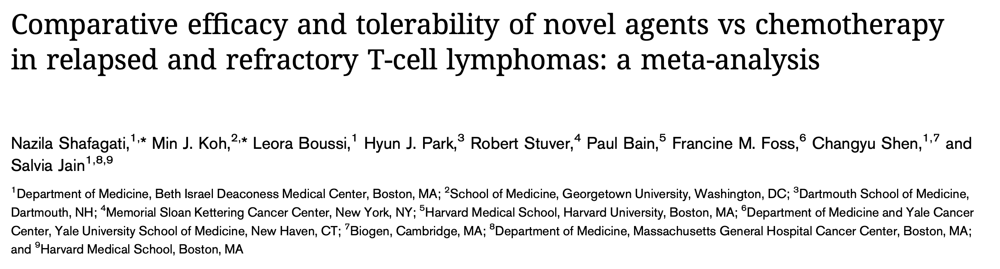 Comparative efficacy and tolerability of novel agents vs chemotherapy
in relapsed and refractory T-cell lymphomas: a meta-analysis
Nazila Shafagati,1,* Min J. Koh,2,* Leora Boussi,1 Hyun J. Park,3 Robert Stuver,4 Paul Bain,5 Francine M. Foss,6 Changyu Shen,1,7 and
Salvia Jain1,8,9
1Department of Medicine, Beth Israel Deaconess Medical Center, Boston, MA; 2School of Medicine, Georgetown University, Washington, DC; 3Dartmouth School of Medicine,
Dartmouth, NH; 4Memorial Sloan Kettering Cancer Center, New York, NY; 5Harvard Medical School, Harvard University, Boston, MA; 6Department of Medicine and Yale Cancer
Center, Yale University School of Medicine, New Haven, CT; 7Biogen, Cambridge, MA; 8Department of Medicine, Massachusetts General Hospital Cancer Center, Boston, MA;
and 9Harvard Medical School, Boston, MA